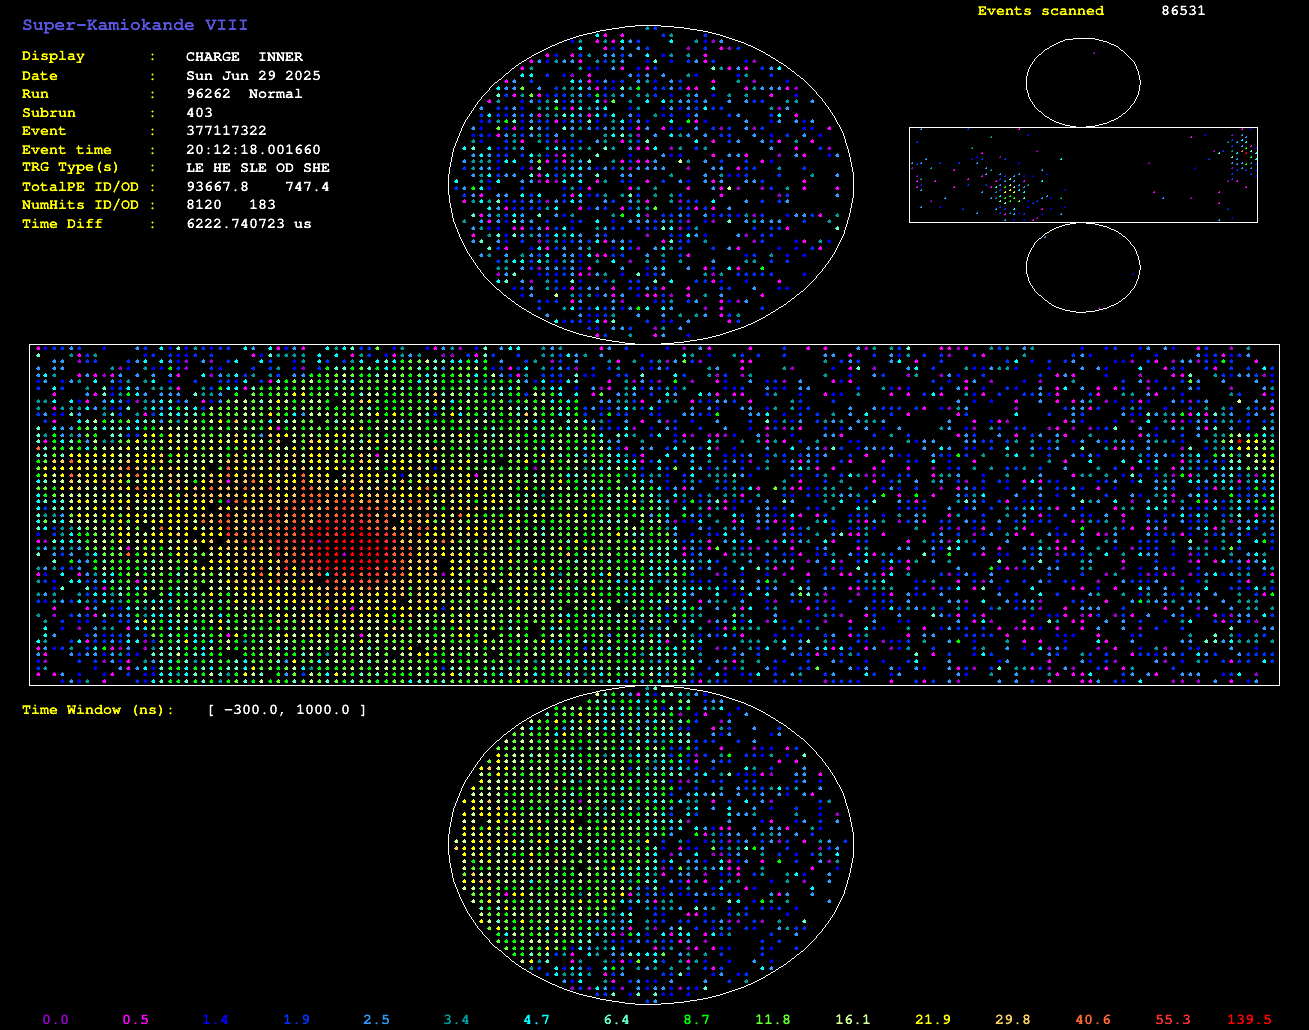 Super-Kamiokande VIII
Events scanned 86531
Display : CHARGE INNER
Date : Sun Jun 29 2025
Run : 96262 Normal
Subrun : 403
Event : 377117322
Event time : 20:12:18.001660
TRG Type(s) : LE HE SLE OD SHE
TotalPE ID/OD : 93667.8 747.4
NumHits ID/OD : 8120 183
Time Diff : 6222.740723 us
Time Window (ns): [ -300.0, 1000.0 ]
0.0 0.5 1.4 1.9 2.5 3.4 4.7 6.4 8.7 11.8 16.1 21.9 29.8 40.6 55.3 139.5